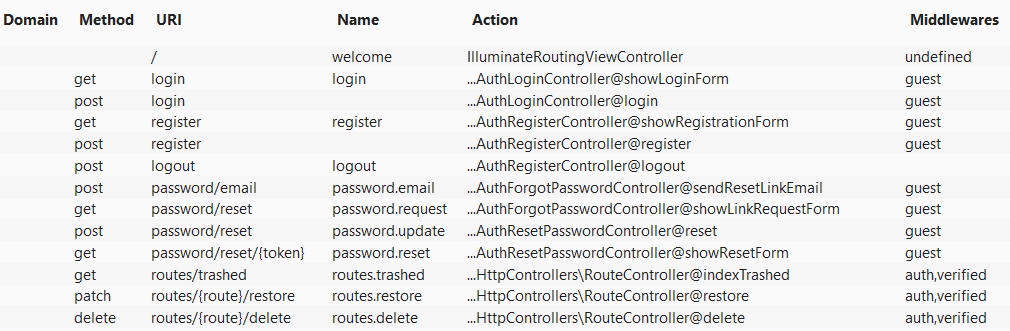 Domain Method URI Name Action Middlewares
/ welcome IlluminateRoutingViewController undefined
get login login ...AuthLoginController@showLoginForm guest
post login ...AuthLoginController@login guest
get register register ...AuthRegisterController@showRegistrationForm guest
post register ...AuthRegisterController@register guest
post logout logout ...AuthRegisterController@logout
post password/email password.email ...AuthForgotPasswordController@sendResetLinkEmail guest
get password/reset password.request ...AuthForgotPasswordController@showLinkRequestForm guest
post password/reset password.update ...AuthResetPasswordController@reset guest
get password/reset/{token} password.reset ...AuthResetPasswordController@showResetForm guest
get routes/trashed routes.trashed ...HttpControllers\RouteController@indexTrashed auth,verified
patch routes/{route}/restore routes.restore ...HttpControllers\RouteController@restore auth,verified
delete routes/{route}/delete routes.delete ...HttpControllers\RouteController@delete auth,verified